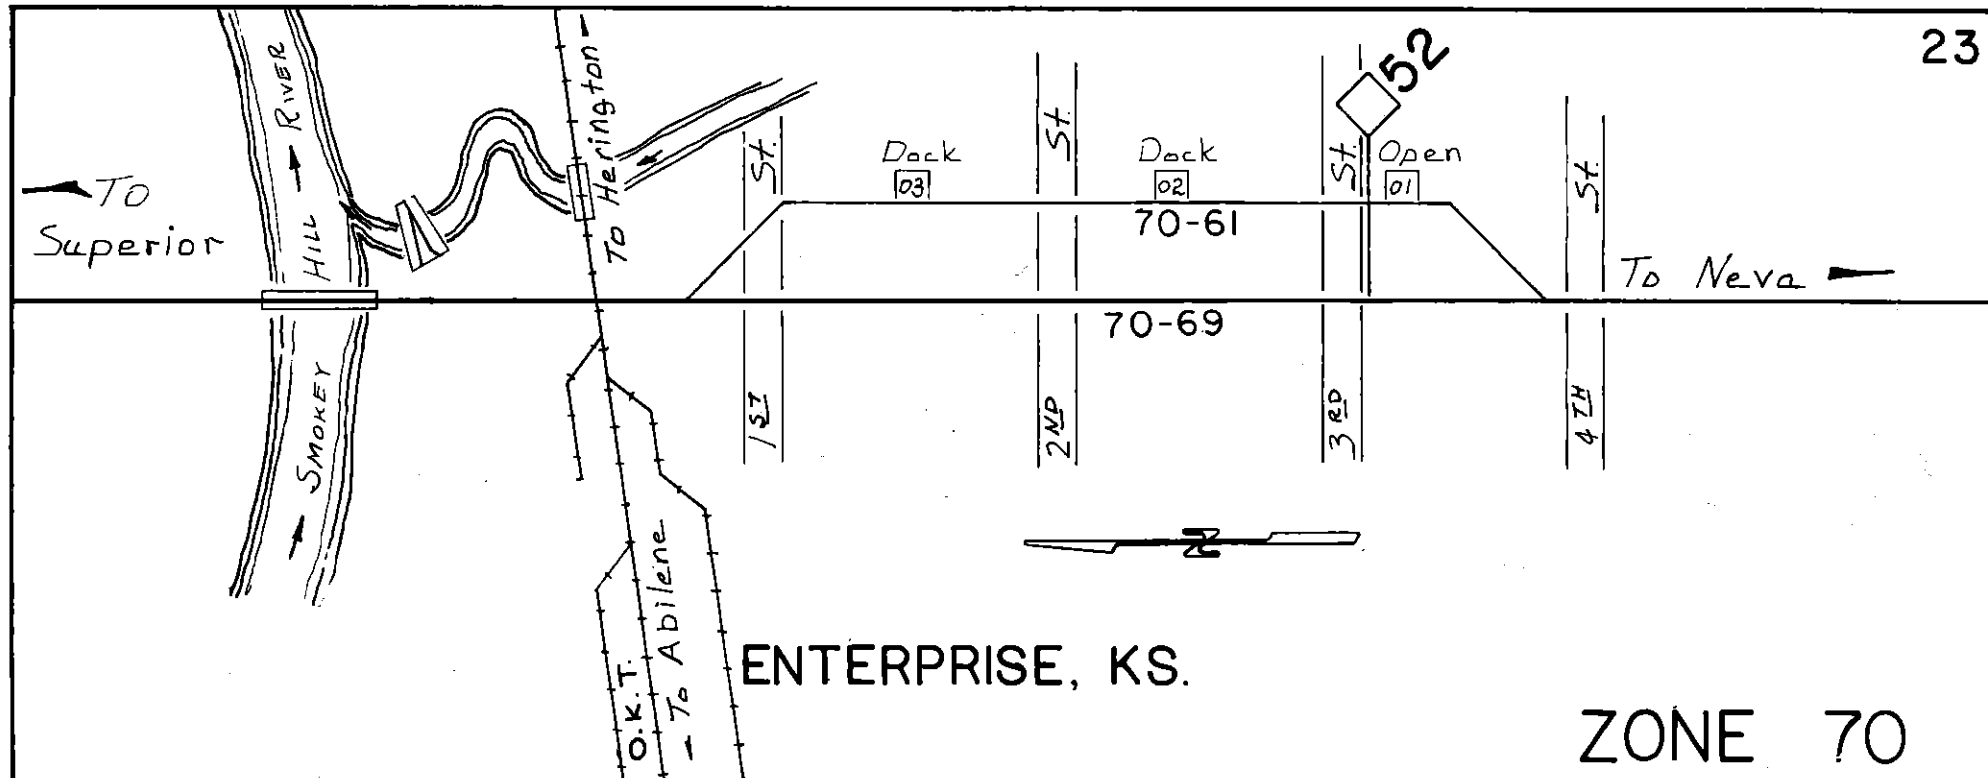 23
52
To
Superior
SMOKEY HILL RIVER
To Herington
Dock
03
Dock
02
Open
01
70-61
70-69
To Neva
1ST St.
2ND St.
3RD St.
4TH St.
N
O.K.T.
To Abilene
ENTERPRISE, KS.
ZONE 70